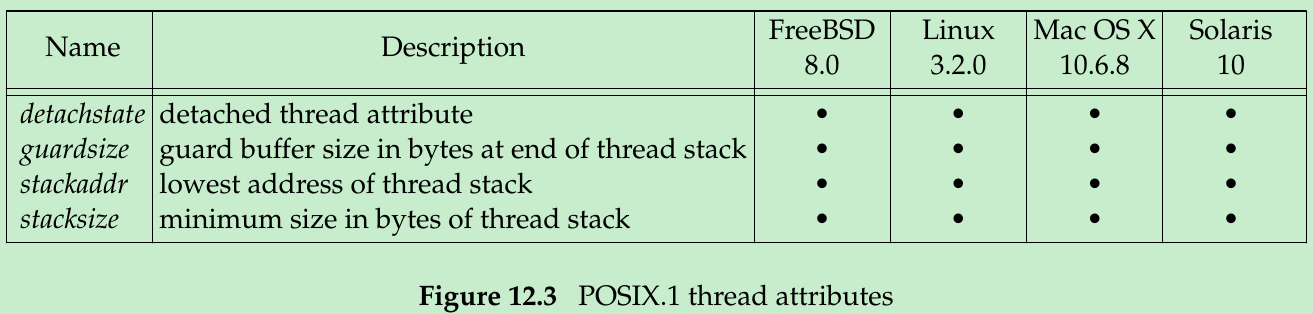 Name Description FreeBSD 8.0 Linux 3.2.0 Mac OS X 10.6.8 Solaris 10
detachstate detached thread attribute • • • •
guardsize guard buffer size in bytes at end of thread stack • • • •
stackaddr lowest address of thread stack • • • •
stacksize minimum size in bytes of thread stack • • • •
Figure 12.3 POSIX.1 thread attributes